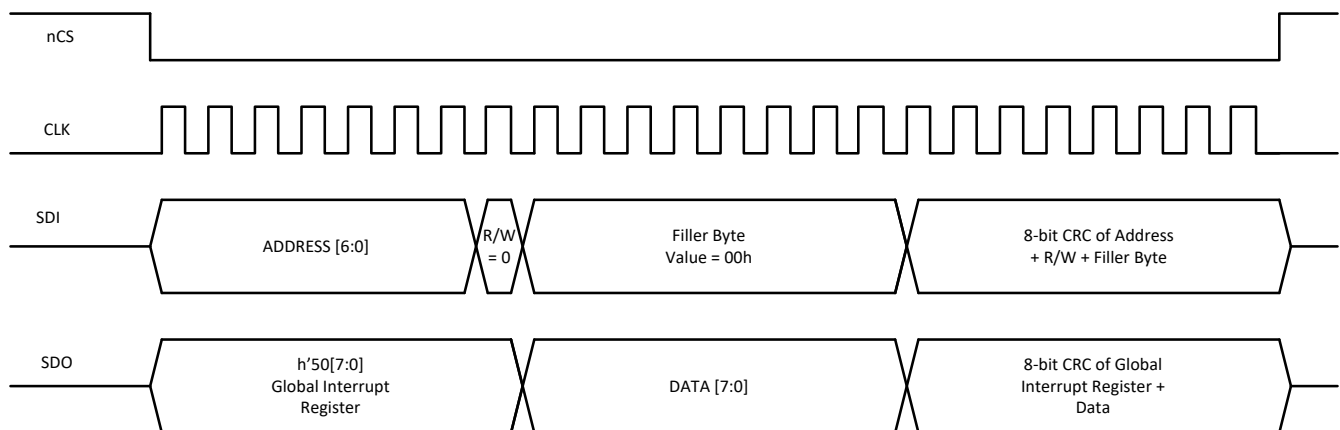 nCS
CLK
SDI
ADDRESS [6:0]
R/W
= 0
Filler Byte
Value = 00h
8-bit CRC of Address
+ R/W + Filler Byte
SDO
h'50[7:0]
Global Interrupt
Register
DATA [7:0]
8-bit CRC of Global
Interrupt Register +
Data